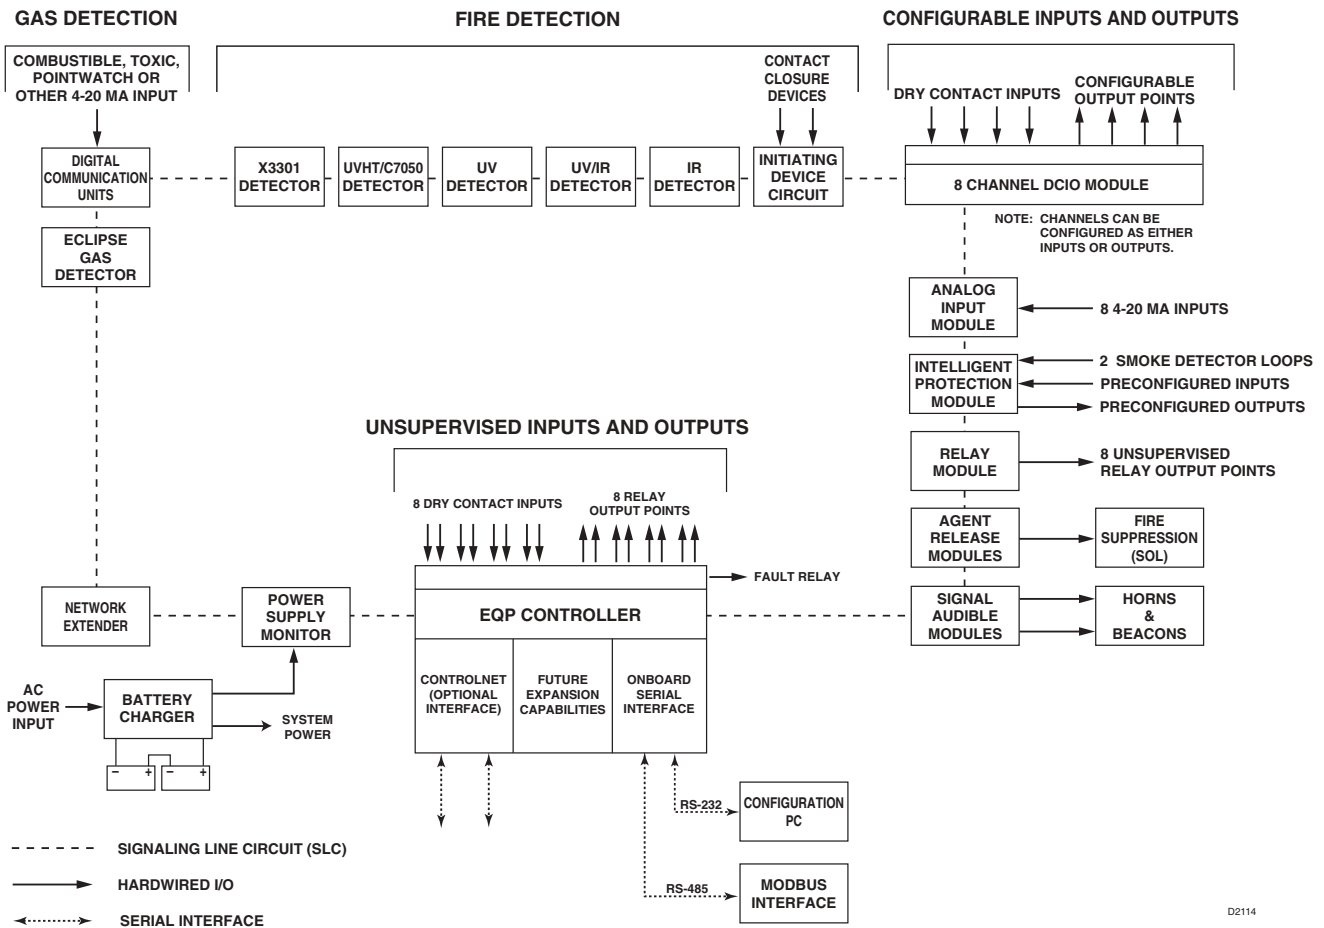 GAS DETECTION
FIRE DETECTION
CONFIGURABLE INPUTS AND OUTPUTS
COMBUSTIBLE, TOXIC,
POINTWATCH OR
OTHER 4-20 MA INPUT
CONTACT
CLOSURE
DEVICES
DRY CONTACT INPUTS
CONFIGURABLE
OUTPUT POINTS
DIGITAL
COMMUNICATION
UNITS
X3301
DETECTOR
UVHT/C7050
DETECTOR
UV
DETECTOR
UV/IR
DETECTOR
IR
DETECTOR
INITIATING
DEVICE
CIRCUIT
8 CHANNEL DCIO MODULE
NOTE: CHANNELS CAN BE
CONFIGURED AS EITHER
INPUTS OR OUTPUTS.
ECLIPSE
GAS
DETECTOR
ANALOG
INPUT
MODULE
8 4-20 MA INPUTS
INTELLIGENT
PROTECTION
MODULE
2 SMOKE DETECTOR LOOPS
PRECONFIGURED INPUTS
PRECONFIGURED OUTPUTS
UNSUPERVISED INPUTS AND OUTPUTS
RELAY
MODULE
8 UNSUPERVISED
RELAY OUTPUT POINTS
8 DRY CONTACT INPUTS
8 RELAY
OUTPUT POINTS
AGENT
RELEASE
MODULES
FIRE
SUPPRESSION
(SOL)
FAULT RELAY
NETWORK
EXTENDER
POWER
SUPPLY
MONITOR
EQP CONTROLLER
SIGNAL
AUDIBLE
MODULES
HORNS
&
BEACONS
CONTROLNET
(OPTIONAL
INTERFACE)
FUTURE
EXPANSION
CAPABILITIES
ONBOARD
SERIAL
INTERFACE
AC
POWER
INPUT
BATTERY
CHARGER
SYSTEM
POWER
– + – +
RS-232
CONFIGURATION
PC
RS-485
MODBUS
INTERFACE
SIGNALING LINE CIRCUIT (SLC)
HARDWIRED I/O
SERIAL INTERFACE
D2114